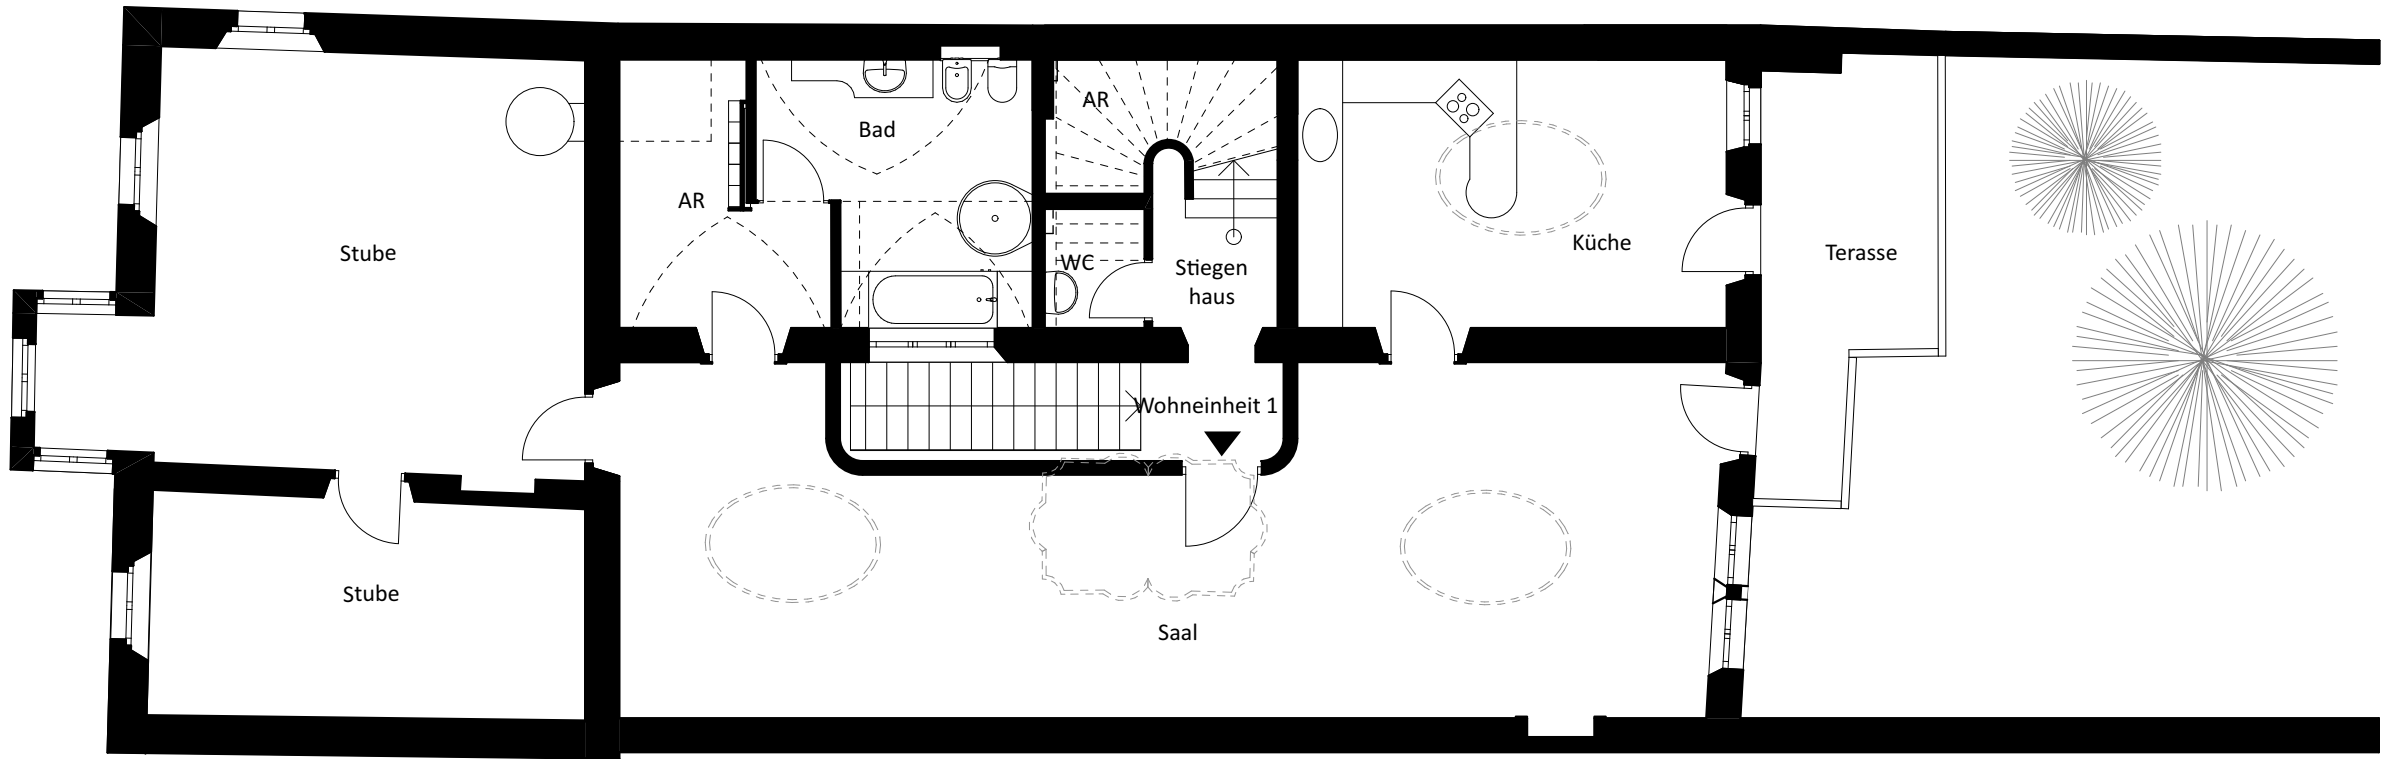 AR
Bad
AR
Stube
WC
Stiegen
haus
Küche
Terasse
Wohneinheit 1
Stube
Saal